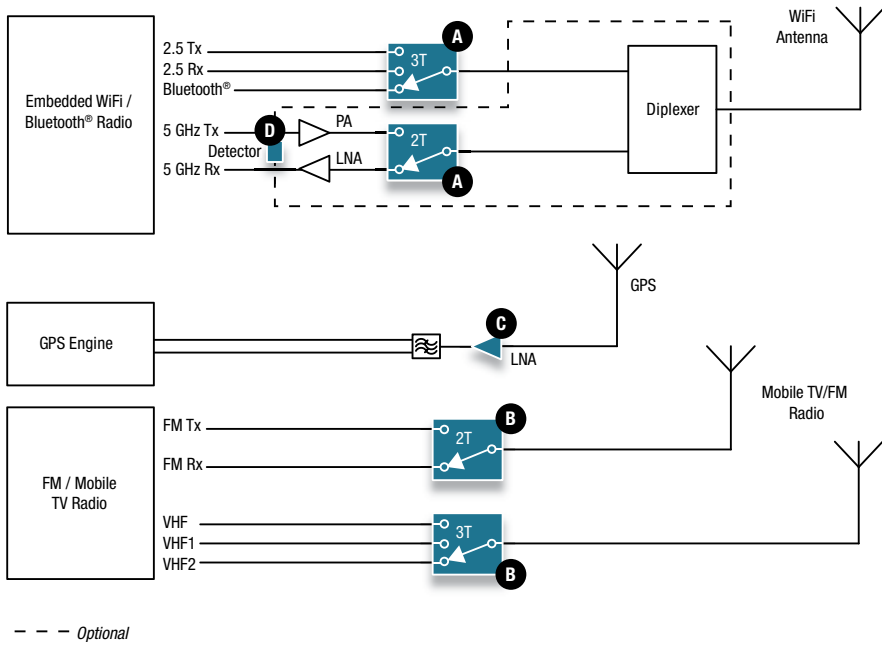 WiFi
Antenna
A
2.5 Tx
2.5 Rx
Bluetooth®
3T
Embedded WiFi /
Bluetooth® Radio
Diplexer
5 GHz Tx
D
PA
2T
Detector
LNA
5 GHz Rx
A
GPS
GPS Engine
C
LNA
Mobile TV/FM
Radio
FM Tx
B
2T
FM Rx
FM / Mobile
TV Radio
VHF
VHF1
VHF2
3T
B
Optional